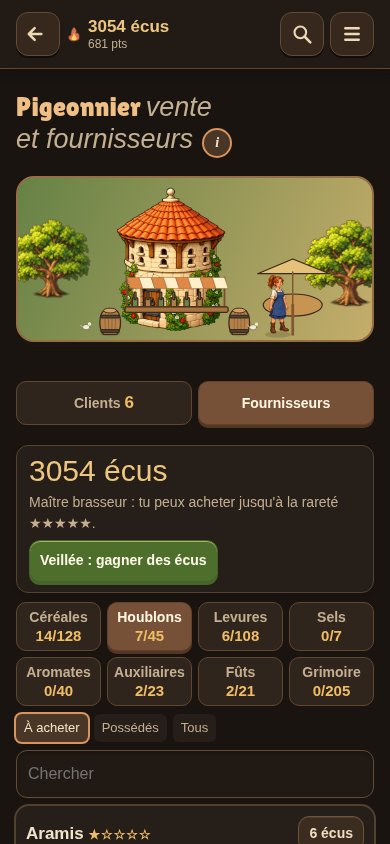 3054 écus
681 pts
Pigeonnier vente
et fournisseurs i
Clients 6
Fournisseurs
3054 écus
Maître brasseur : tu peux acheter jusqu'à la rareté
★★★★★.
Veillée : gagner des écus
Céréales
14/128
Houblons
7/45
Levures
6/108
Sels
0/7
Aromates
0/40
Auxiliaires
2/23
Fûts
2/21
Grimoire
0/205
À acheter
Possédés
Tous
Chercher
Aramis ★☆☆☆☆
6 écus